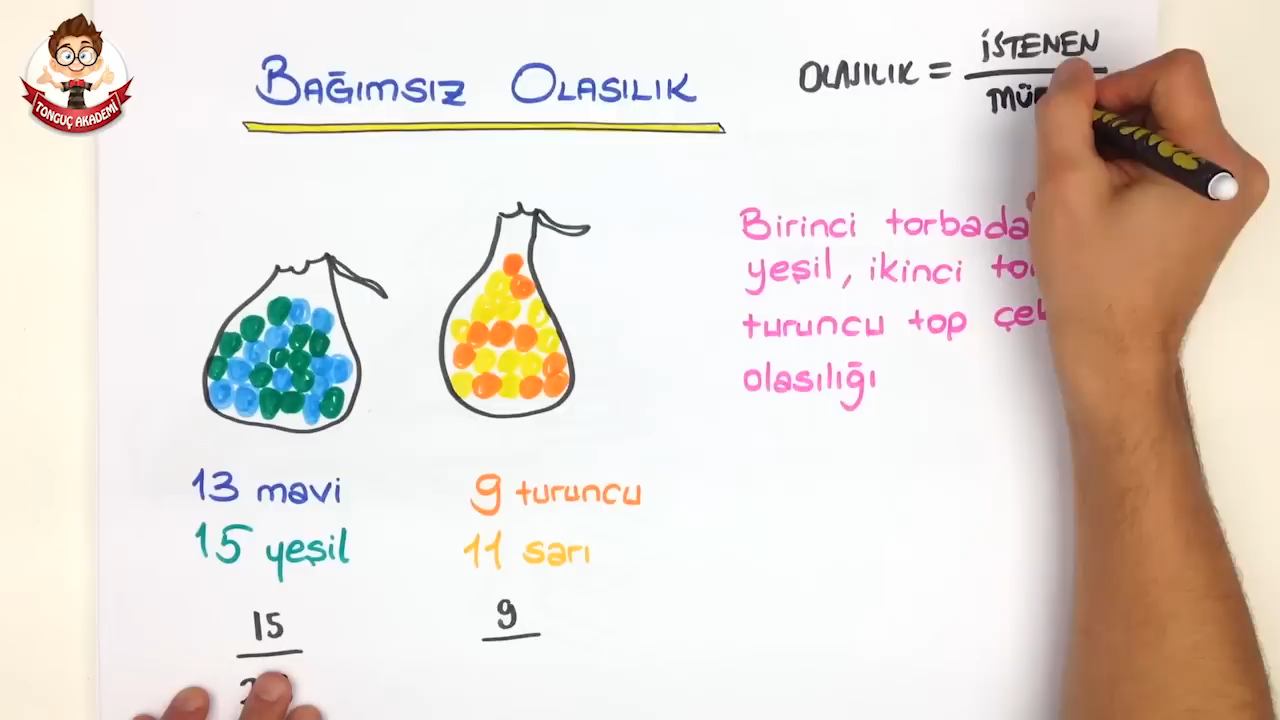 TONGUÇ AKADEMİ
BAĞIMSIZ OLASILIK
OLASILIK = İSTENEN
Birinci torbada
yeşil, ikinci
turuncu top
olasılığı
13 mavi
9 turuncu
15 yeşil
11 sarı
15
9